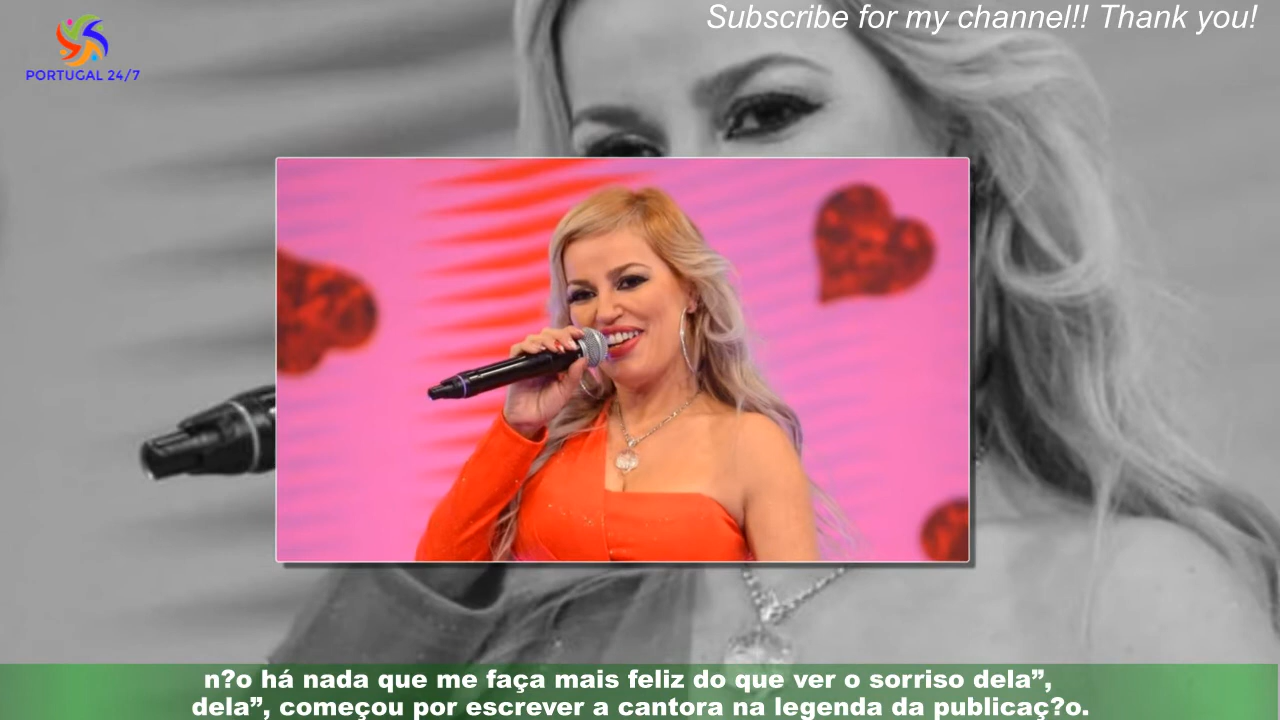 Subscribe for my channel!! Thank you!
PORTUGAL 24/7
n?o há nada que me faça mais feliz do que ver o sorriso dela”,
dela”, começou por escrever a cantora na legenda da publicaç?o.